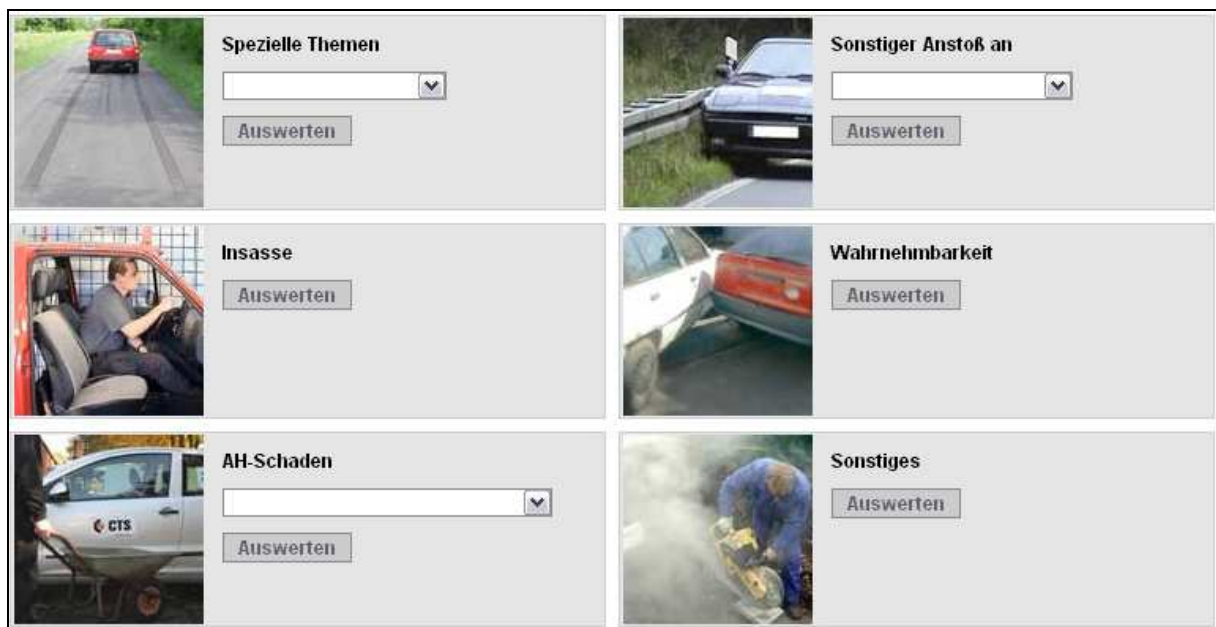 Spezielle Themen
Auswerten
Sonstiger Anstoß an
Auswerten
Insasse
Auswerten
Wahrnehmbarkeit
Auswerten
AH-Schaden
Auswerten
CTS
Sonstiges
Auswerten